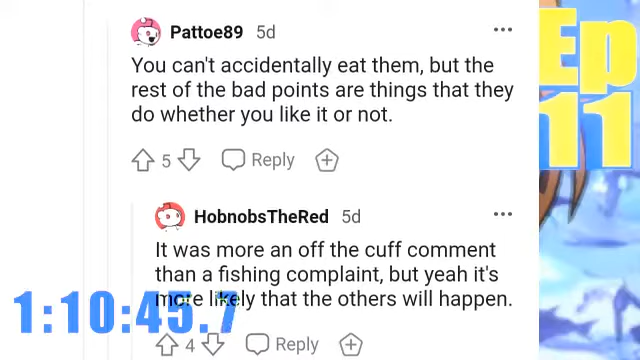 Pattoe89 5d
You can't accidentally eat them, but the
rest of the bad points are things that they
do whether you like it or not.
5 Reply
HobnobsTheRed 5d
It was more an off the cuff comment
than a fishing complaint, but yeah it's
more likely that the others will happen.
4 Reply
Ep
11
1:10:45.7